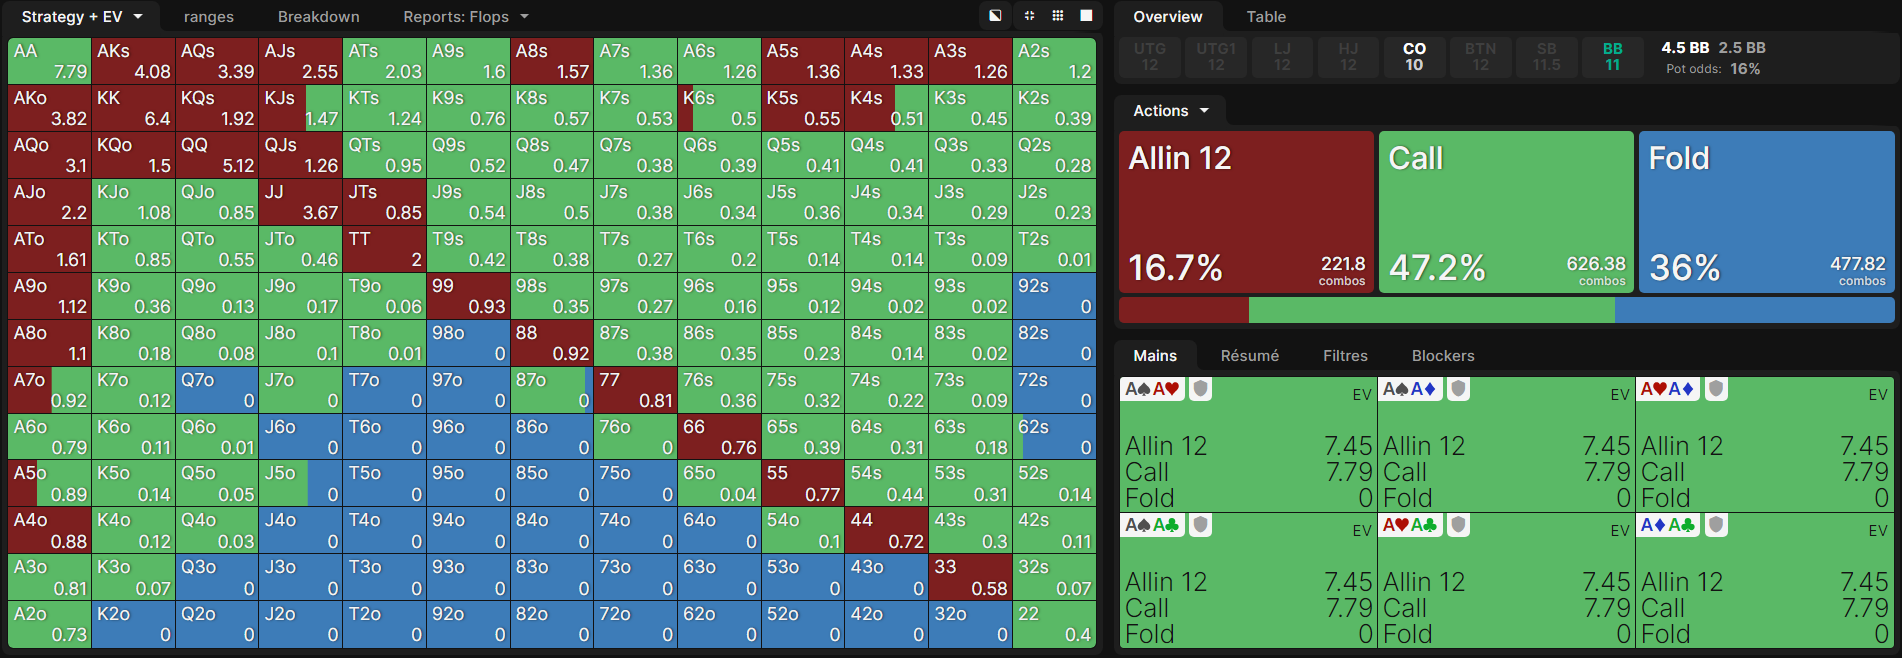 Strategy + EV ranges Breakdown Reports: Flops
AA AKs AQs AJs ATs A9s A8s A7s A6s A5s A4s A3s A2s
7.79 4.08 3.39 2.55 2.03 1.6 1.57 1.36 1.26 1.36 1.33 1.26 1.2
AKo KK KQs KJs KTs K9s K8s K7s K6s K5s K4s K3s K2s
3.82 6.4 1.92 1.47 1.24 0.76 0.57 0.53 0.5 0.55 0.51 0.45 0.39
AQo KQo QQ QJs QTs Q9s Q8s Q7s Q6s Q5s Q4s Q3s Q2s
3.1 1.5 5.12 1.26 0.95 0.52 0.47 0.38 0.39 0.41 0.41 0.33 0.28
AJo KJo QJo JJ JTs J9s J8s J7s J6s J5s J4s J3s J2s
2.2 1.08 0.85 3.67 0.85 0.54 0.5 0.38 0.34 0.36 0.34 0.29 0.23
ATo KTo QTo JTo TT T9s T8s T7s T6s T5s T4s T3s T2s
1.61 0.85 0.55 0.46 2 0.42 0.38 0.27 0.2 0.14 0.14 0.09 0.01
A9o K9o Q9o J9o T9o 99 98s 97s 96s 95s 94s 93s 92s
1.12 0.36 0.13 0.17 0.06 0.93 0.35 0.27 0.16 0.12 0.02 0.02 0
A8o K8o Q8o J8o T8o 98o 88 87s 86s 85s 84s 83s 82s
1.1 0.18 0.08 0.1 0.01 0 0.92 0.38 0.35 0.23 0.14 0.02 0
A7o K7o Q7o J7o T7o 97o 87o 77 76s 75s 74s 73s 72s
0.92 0.12 0 0 0 0 0 0.81 0.36 0.32 0.22 0.09 0
A6o K6o Q6o J6o T6o 96o 86o 76o 66 65s 64s 63s 62s
0.79 0.11 0.01 0 0 0 0 0 0.76 0.39 0.31 0.18 0
A5o K5o Q5o J5o T5o 95o 85o 75o 65o 55 54s 53s 52s
0.89 0.14 0.05 0 0 0 0 0 0.04 0.77 0.44 0.31 0.14
A4o K4o Q4o J4o T4o 94o 84o 74o 64o 54o 44 43s 42s
0.88 0.12 0.03 0 0 0 0 0 0 0.1 0.72 0.3 0.11
A3o K3o Q3o J3o T3o 93o 83o 73o 63o 53o 43o 33 32s
0.81 0.07 0 0 0 0 0 0 0 0 0 0.58 0.07
A2o K2o Q2o J2o T2o 92o 82o 72o 62o 52o 42o 32o 22
0.73 0 0 0 0 0 0 0 0 0 0 0 0.4
Overview Table
UTG UTG1 LJ HJ CO BTN SB BB 4.5 BB 2.5 BB
12 12 12 12 10 12 11.5 11 Pot odds: 16%
Actions
Allin 12 Call Fold
16.7% 221.8 47.2% 626.38 36% 477.82
combos combos combos
Mains Résumé Filtres Blockers
A♠A♥ EV A♠A♦ EV A♥A♦ EV
Allin 12 7.45 Allin 12 7.45 Allin 12 7.45
Call 7.79 Call 7.79 Call 7.79
Fold 0 Fold 0 Fold 0
A♠A♣ EV A♥A♣ EV A♦A♣ EV
Allin 12 7.45 Allin 12 7.45 Allin 12 7.45
Call 7.79 Call 7.79 Call 7.79
Fold 0 Fold 0 Fold 0